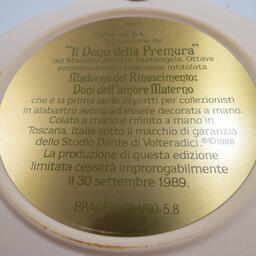 dell'edizione de
"Il Dono della Premura"
del Maestro Alberto Santangela, Ottava
emissione della collezione intitolata
Madonne del Rinascimento:
Doni dell'amore Materno
che è la prima serie di piatti per collezionisti
in alabastro avorio ad essere decorata a mano.
Colato a mano e rifinito a mano in
Toscana, Italia sotto il marchio di garanzia
dello Studio Dante di Volteradici.®©1988
La produzione di questa edizione
limitata cesserà improrogabilmente
il 30 settembre 1989.